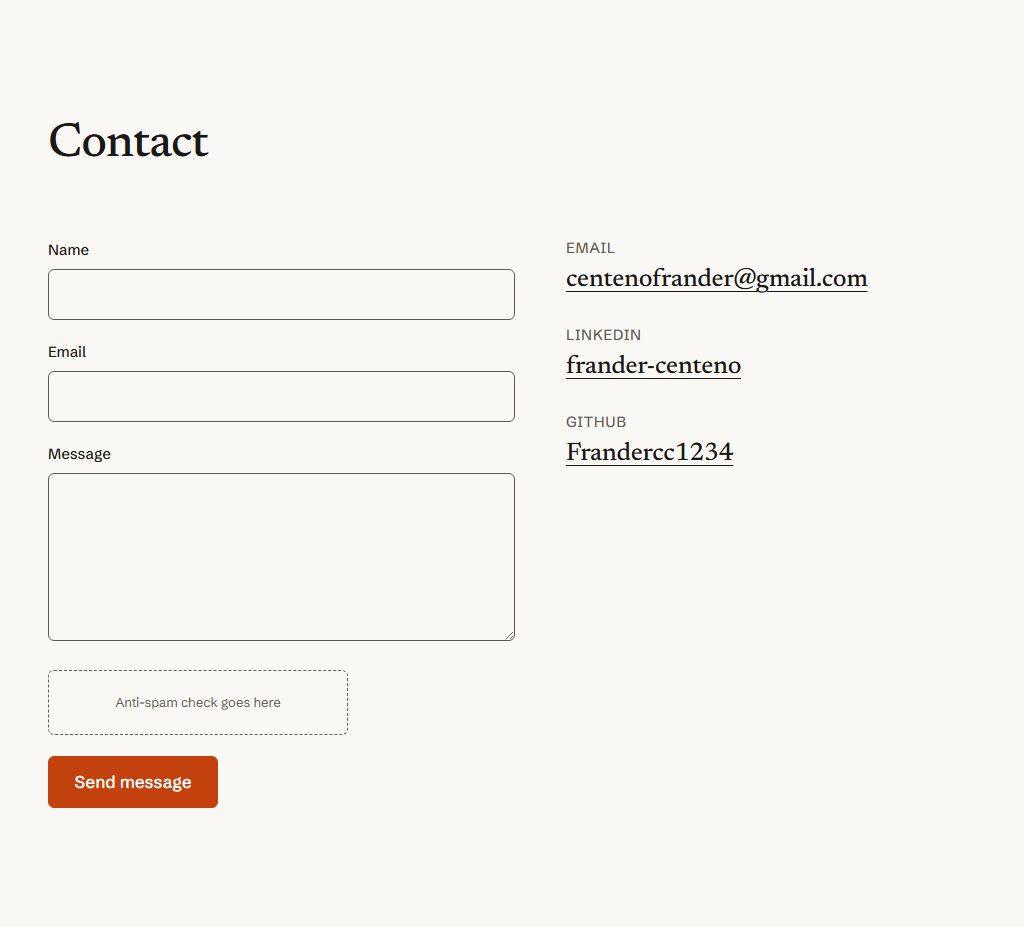 Contact
Name
Email
Message
Anti-spam check goes here
Send message
EMAIL
centenofrander@gmail.com
LINKEDIN
frander-centeno
GITHUB
Frandercc1234